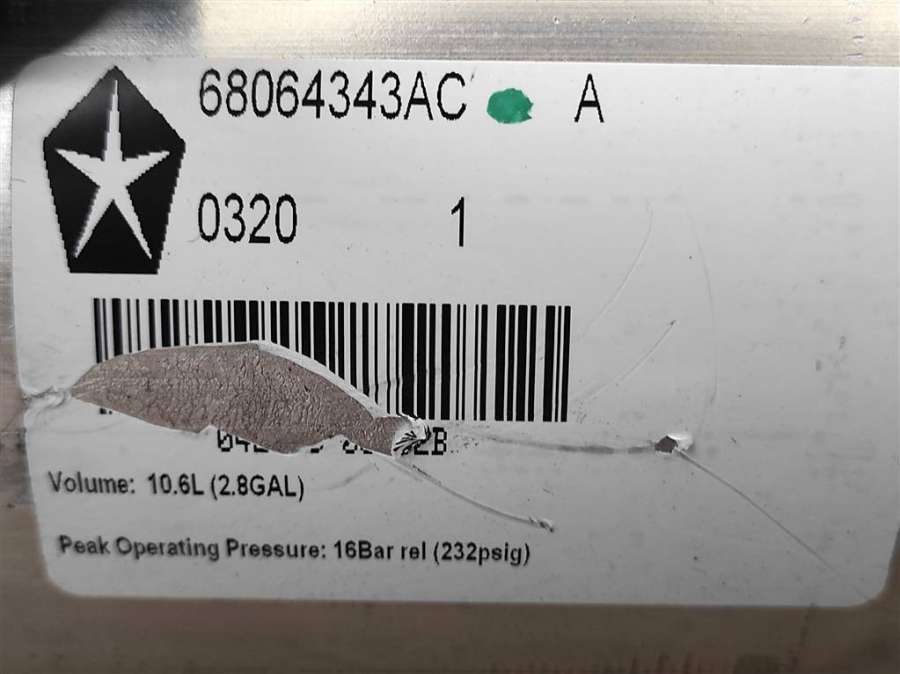 68064343AC A
0320 1
Volume: 10.6L (2.8GAL)
Peak Operating Pressure: 16Bar rel (232psig)